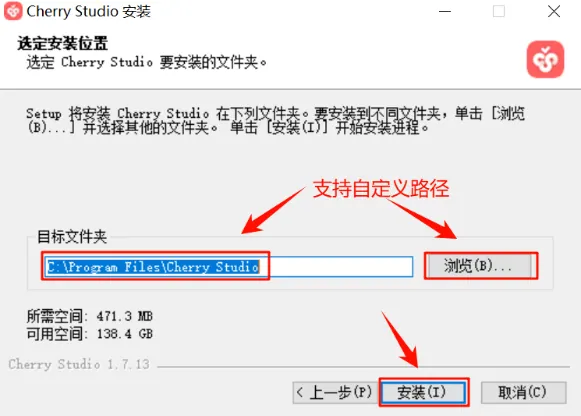 Cherry Studio 安装
选定安装位置
选定 Cherry Studio 要安装的文件夹。
Setup 将安装 Cherry Studio 在下列文件夹。要安装到不同文件夹，单击 [浏览
(B)...] 并选择其他的文件夹。 单击 [安装(I)] 开始安装进程。
支持自定义路径
目标文件夹
C:\Program Files\Cherry Studio
浏览(B)...
所需空间: 471.3 MB
可用空间: 138.4 GB
Cherry Studio 1.7.13
< 上一步(P)
安装(I)
取消(C)